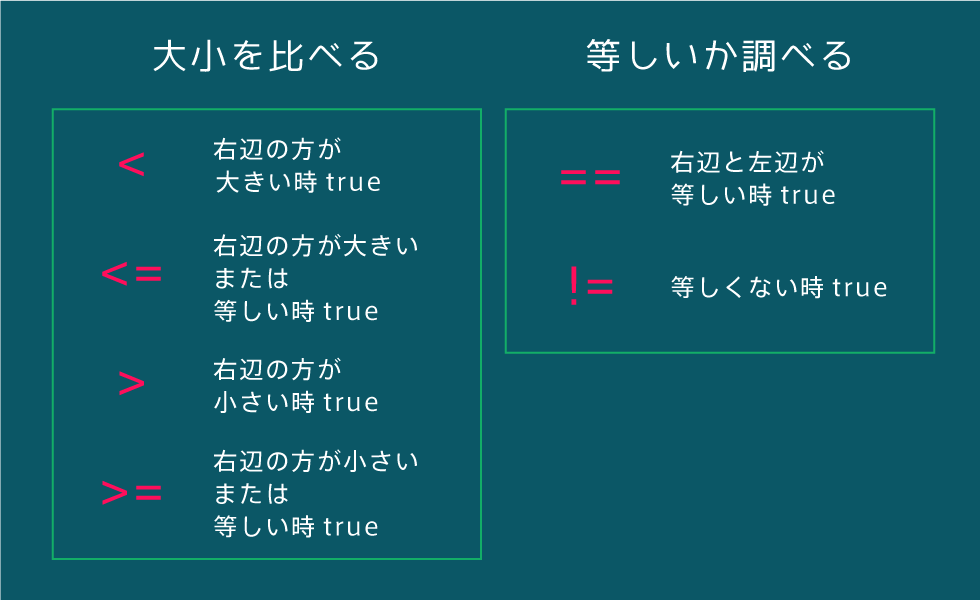 大小を比べる
<
右辺の方が
大きい時 true
<=
右辺の方が大きい
または
等しい時 true
>
右辺の方が
小さい時 true
>=
右辺の方が小さい
または
等しい時 true
等しいか調べる
==
右辺と左辺が
等しい時 true
!=
等しくない時 true